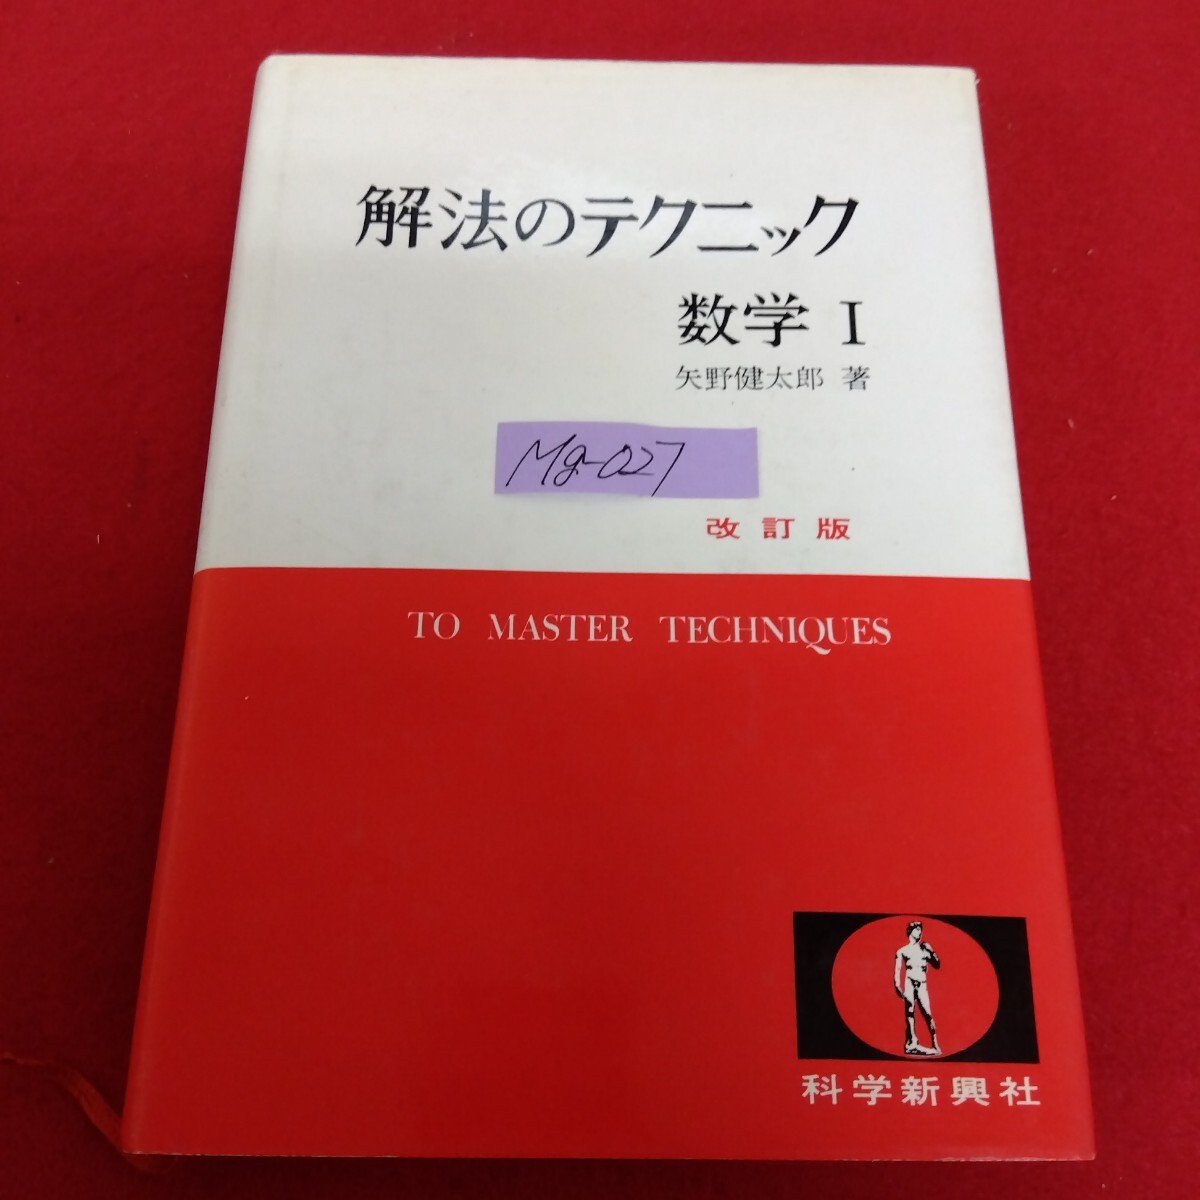 解法のテクニック
数学 I
矢野健太郎 著
Mg-027
改訂版
TO MASTER TECHNIQUES
科学新興社